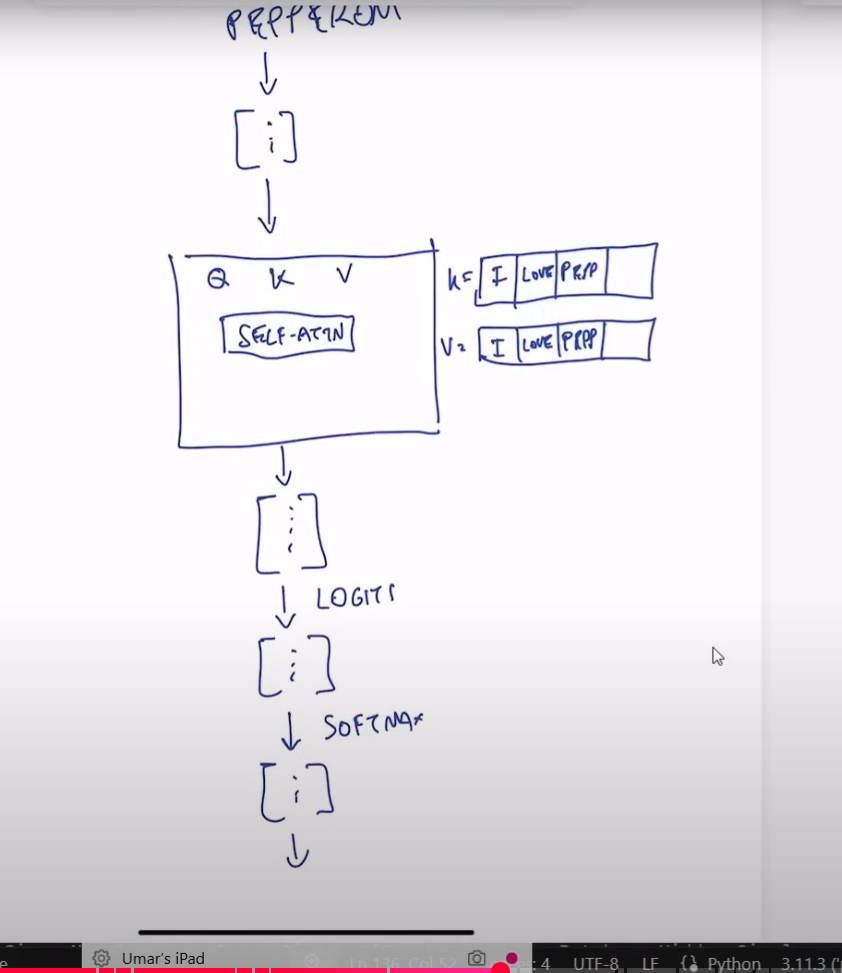 PEPPERONI
Q K V
SELF-ATTN
K= I LOVE PEPP
V= I LOVE PEPP
LOGITS
SOFTMAX
Umar's iPad
Ln 136, Col 52
: 4 UTF-8 LF {} Python 3.11.3 ('